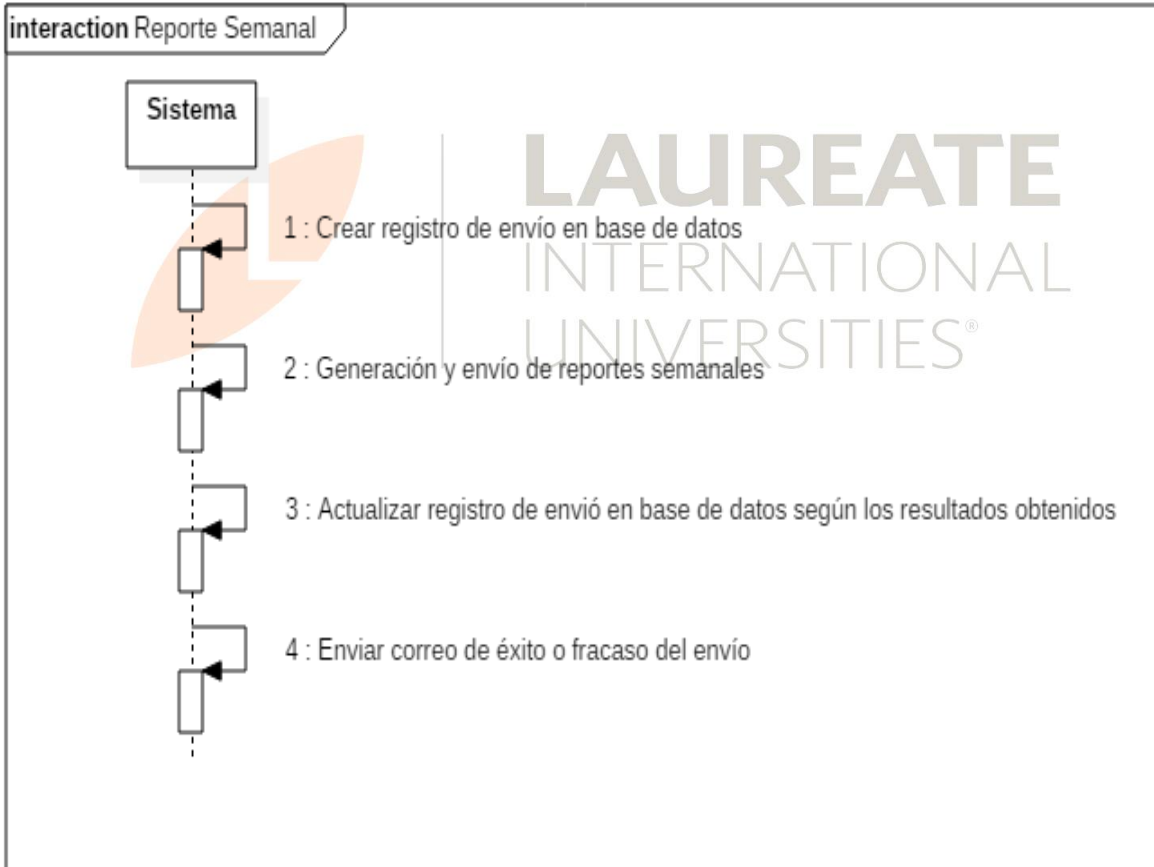 interaction Reporte Semanal
Sistema
LAUREATE
INTERNATIONAL
UNIVERSITIES®
1 : Crear registro de envío en base de datos
2 : Generación y envío de reportes semanales
3 : Actualizar registro de envió en base de datos según los resultados obtenidos
4 : Enviar correo de éxito o fracaso del envío